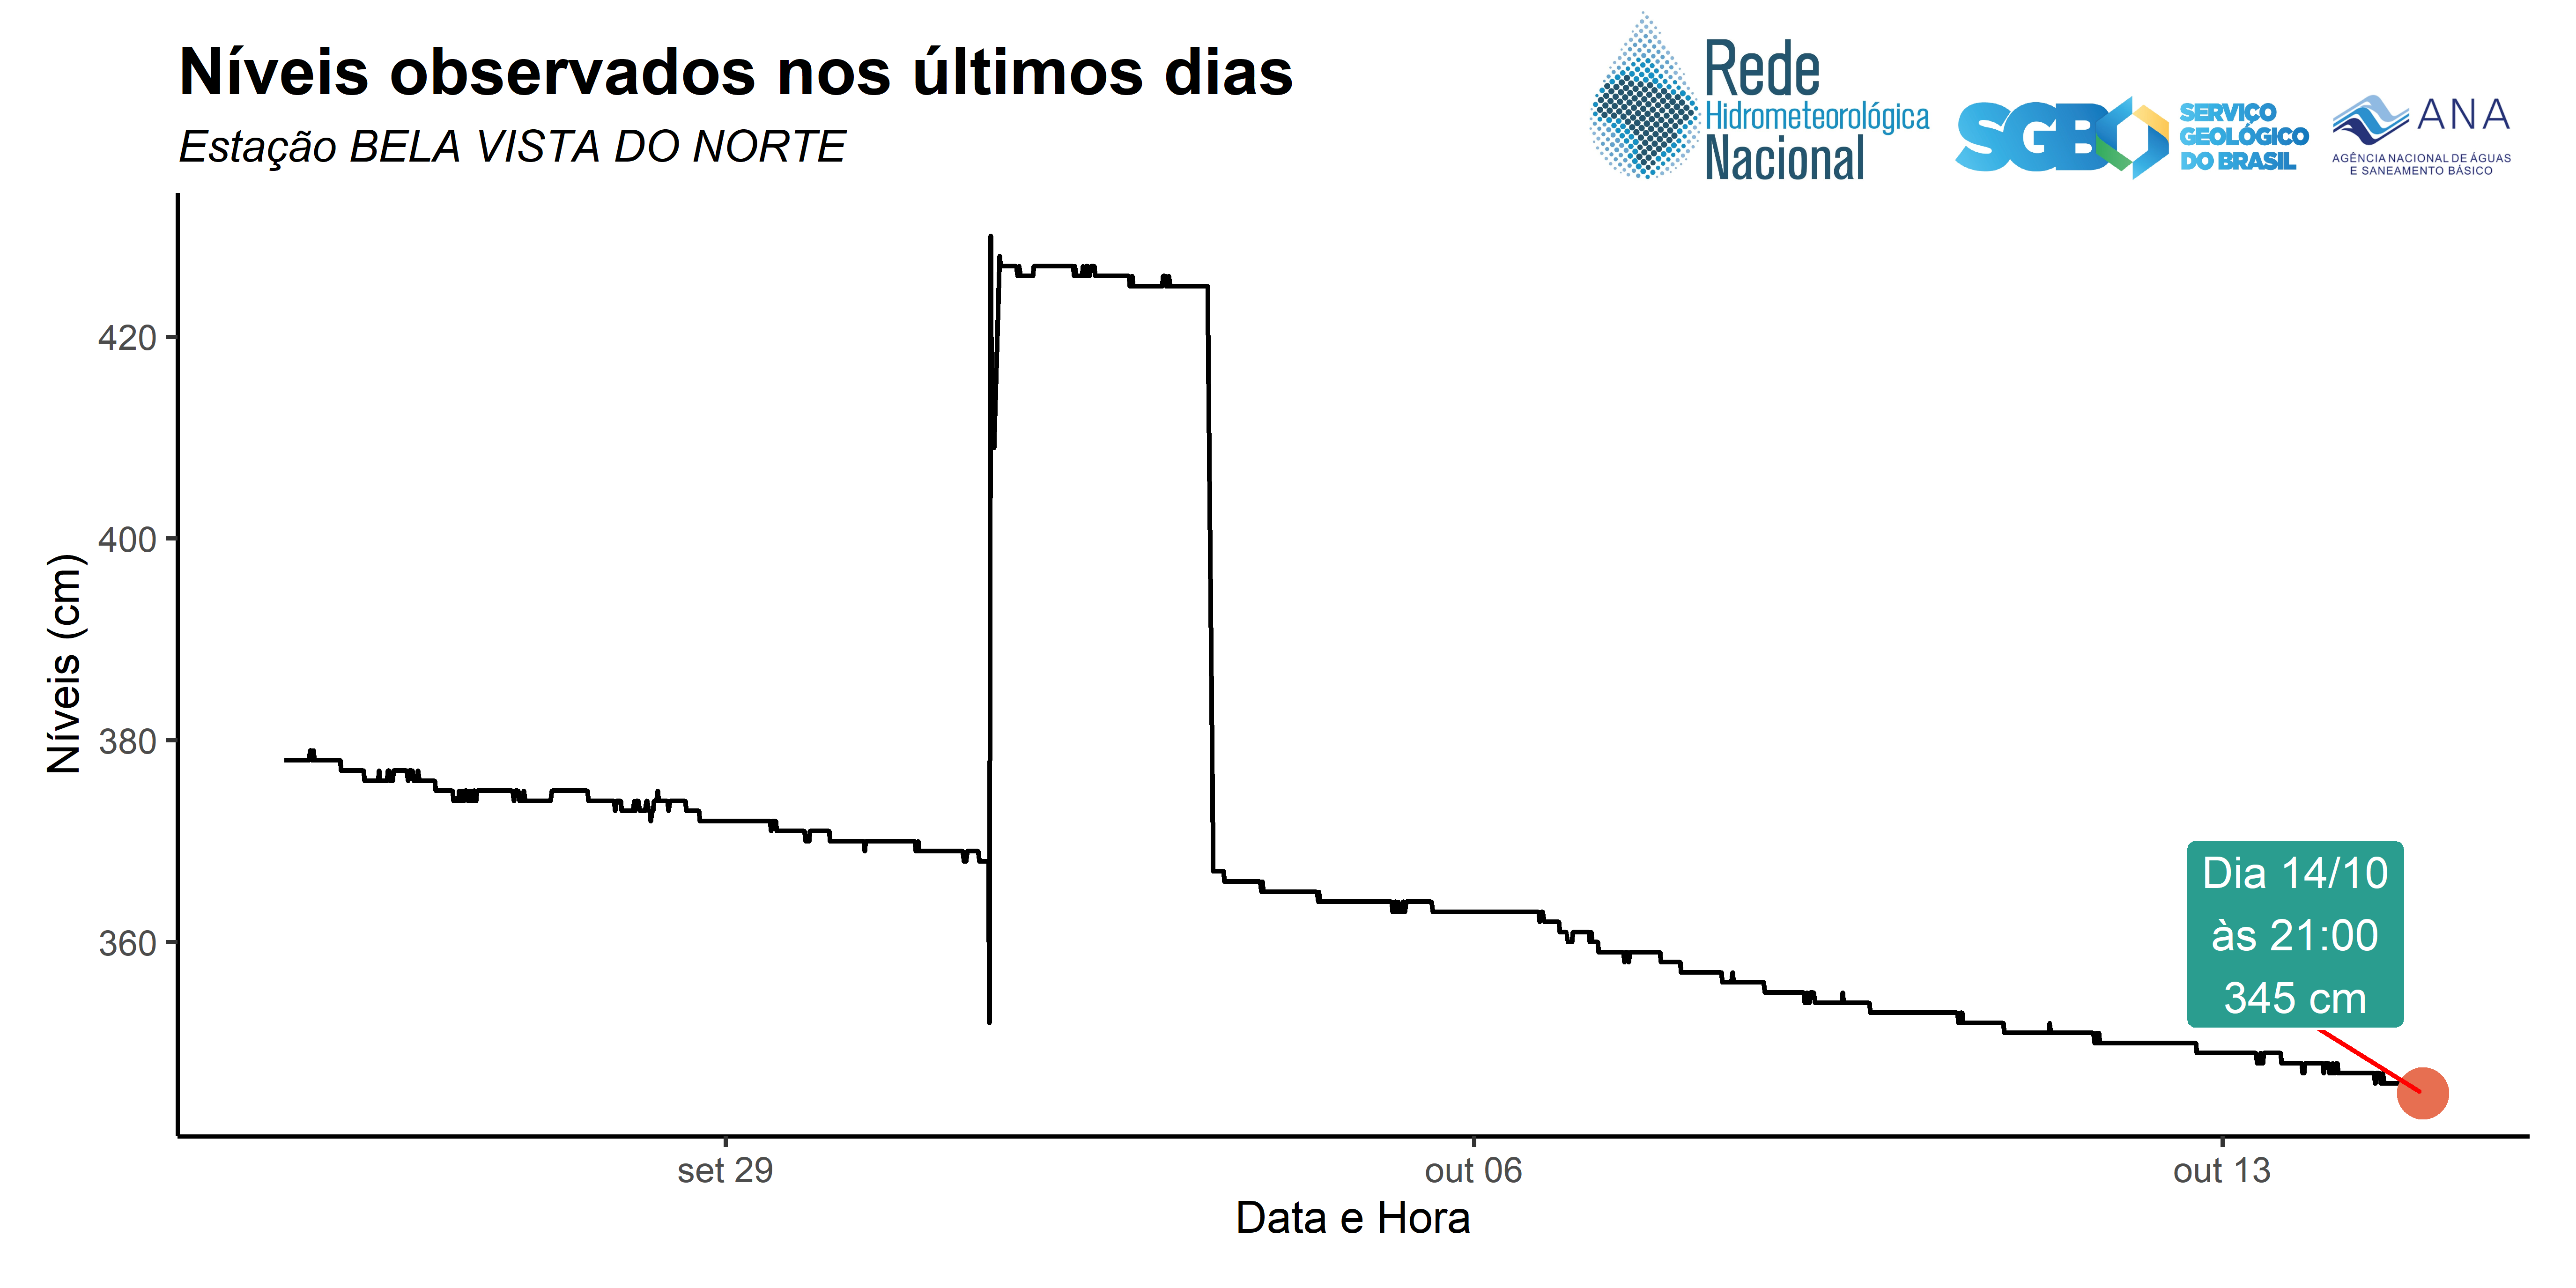 Níveis observados nos últimos dias
Estação BELA VISTA DO NORTE
Rede
Hidrometeorológica
Nacional
SGB
SERVIÇO
GEOLÓGICO
DO BRASIL
ANA
AGÊNCIA NACIONAL DE ÁGUAS
E SANEAMENTO BÁSICO
Níveis (cm)
420
400
380
360
Dia 14/10
às 21:00
345 cm
set 29
out 06
out 13
Data e Hora